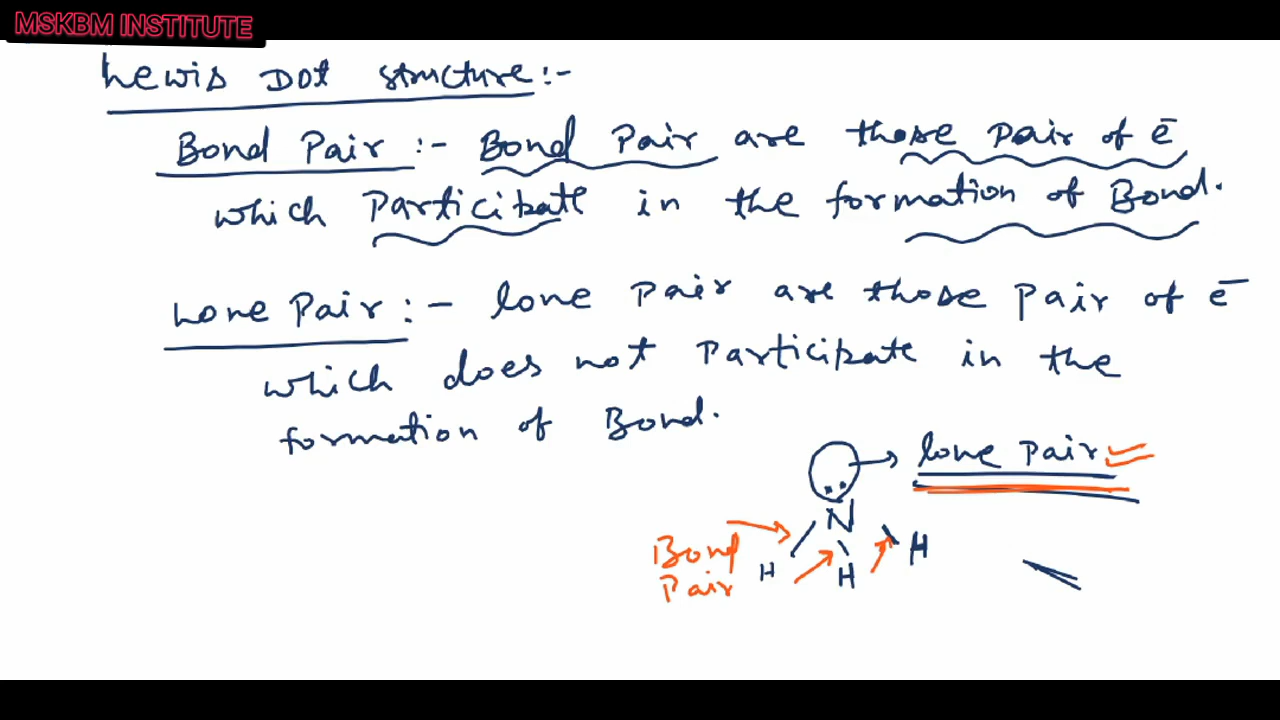 MSKBM INSTITUTE
Lewis Dot structure :-
Bond Pair :- Bond Pair are those pair of e⁻
which Participate in the formation of Bond.
Lone Pair :- lone Pair are those Pair of e⁻
which does not Participate in the
formation of Bond.
lone Pair
N
Bond
Pair
H H H